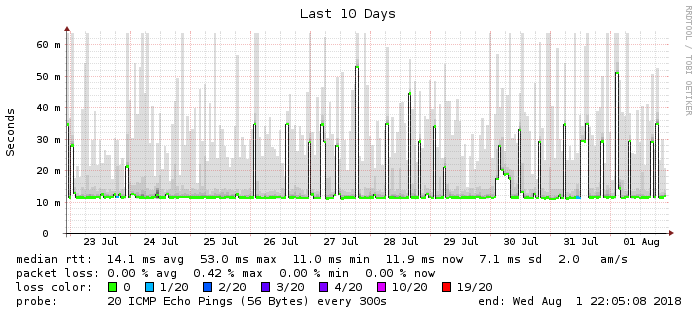 Last 10 Days
RRDTOOL / TOBI OETIKER
Seconds
60 m
50 m
40 m
30 m
20 m
10 m
0
23 Jul 24 Jul 25 Jul 26 Jul 27 Jul 28 Jul 29 Jul 30 Jul 31 Jul 01 Aug
median rtt: 14.1 ms avg 53.0 ms max 11.0 ms min 11.9 ms now 7.1 ms sd 2.0 am/s
packet loss: 0.00 % avg 0.42 % max 0.00 % min 0.00 % now
loss color: 0 1/20 2/20 3/20 4/20 10/20 19/20
probe: 20 ICMP Echo Pings (56 Bytes) every 300s end: Wed Aug 1 22:05:08 2018